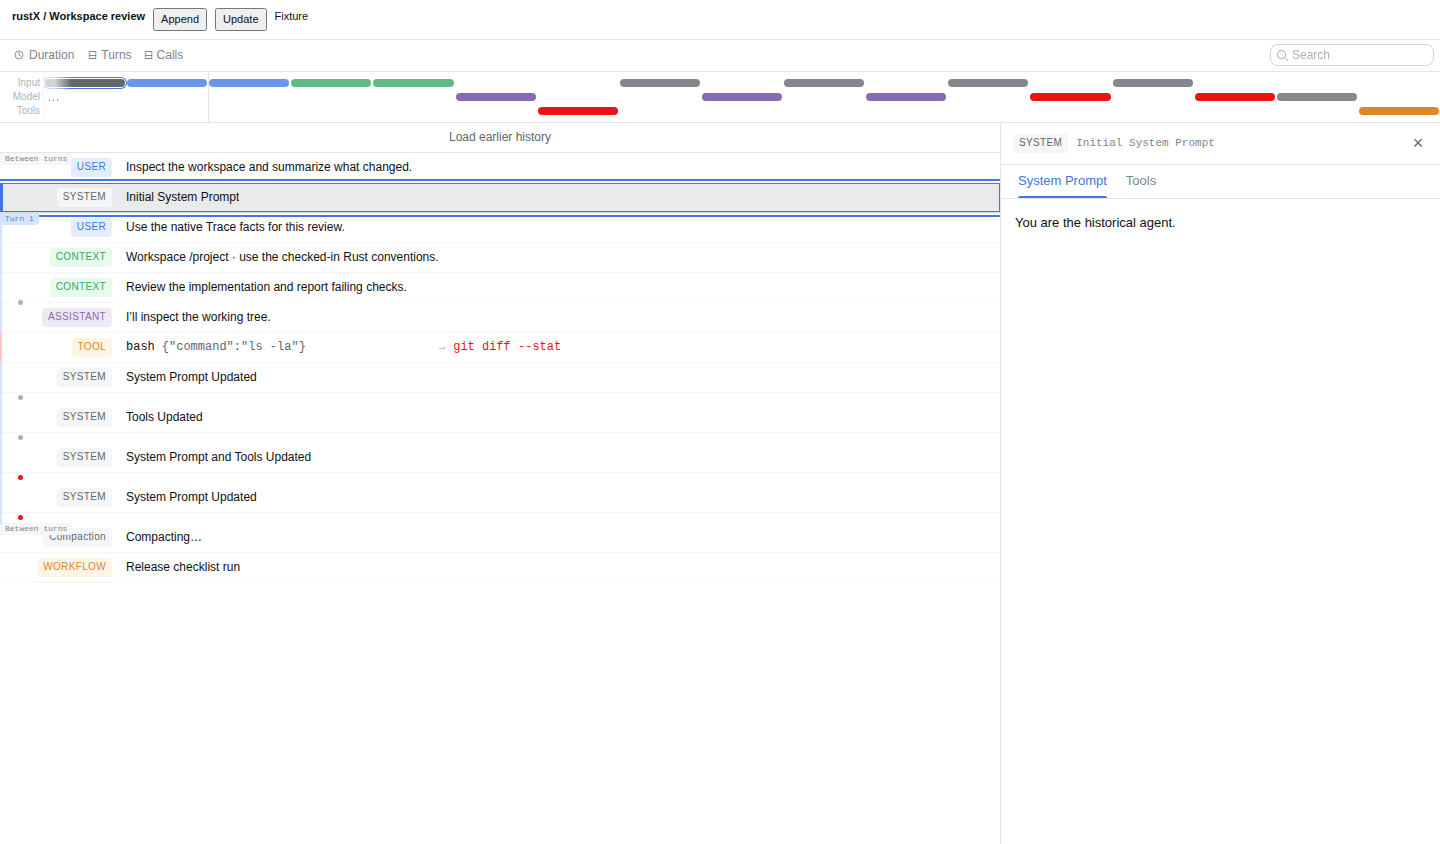 rustX / Workspace review Append Update Fixture
Duration Turns Calls Search
Input
Model ...
Tools
Load earlier history
Between turns
USER Inspect the workspace and summarize what changed.
SYSTEM Initial System Prompt
Turn 1
USER Use the native Trace facts for this review.
CONTEXT Workspace /project · use the checked-in Rust conventions.
CONTEXT Review the implementation and report failing checks.
ASSISTANT I'll inspect the working tree.
TOOL bash {"command":"ls -la"} → git diff --stat
SYSTEM System Prompt Updated
SYSTEM Tools Updated
SYSTEM System Prompt and Tools Updated
SYSTEM System Prompt Updated
Between turns
Compaction Compacting…
WORKFLOW Release checklist run
SYSTEM Initial System Prompt ×
System Prompt Tools
You are the historical agent.